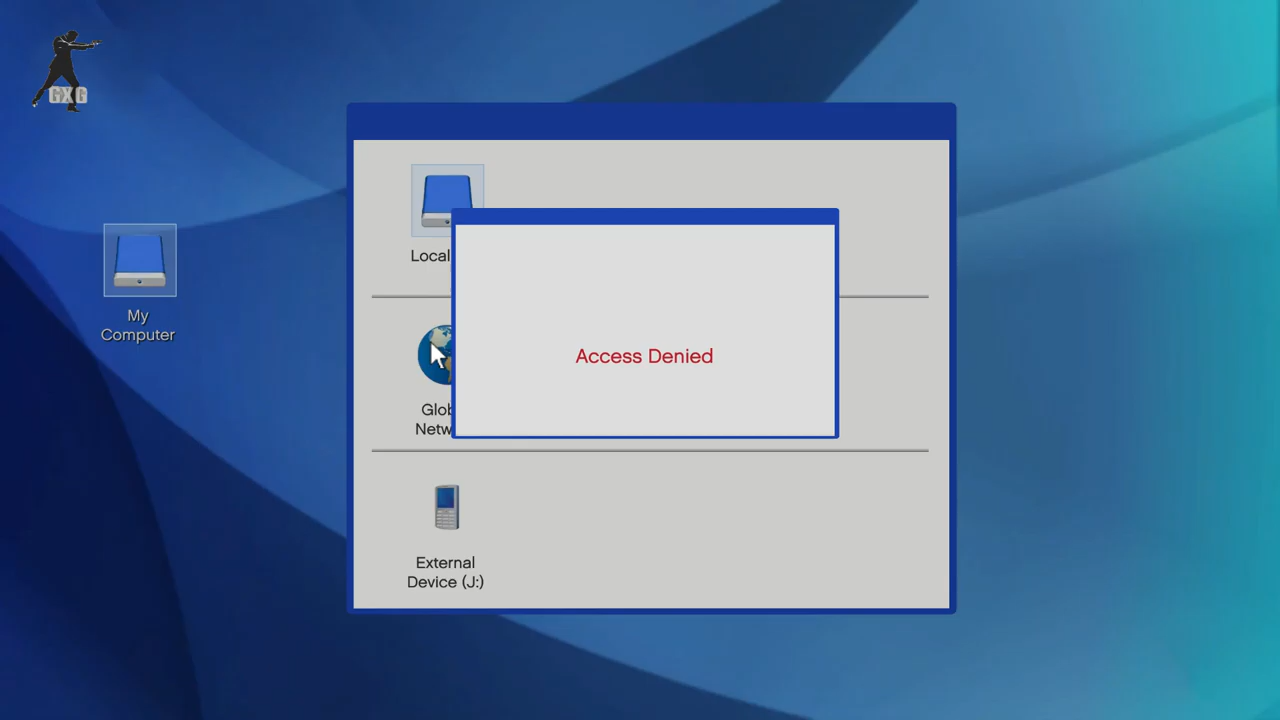 GXG
My
Computer
Local
Access Denied
Glob
Netw
External
Device (J:)